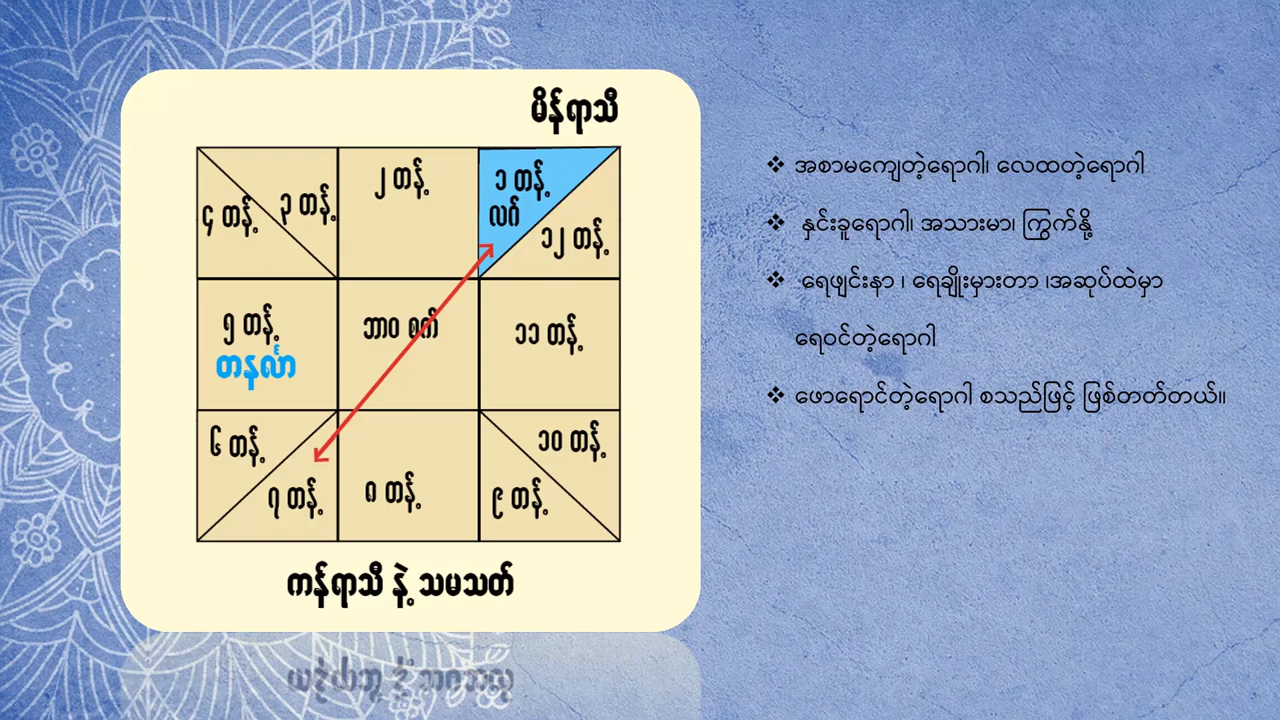 မိန်ရာသီ
၄ တန့်
၃ တန့်
၂ တန့်
၁ တန့်
လဂ်
၁၂ တန့်
၅ တန့်
တနင်္လာ
ဘာဝ စက်
၁၁ တန့်
၆ တန့်
၇ တန့်
၈ တန့်
၉ တန့်
၁၀ တန့်
ကန်ရာသီ နဲ့ သမသတ်
❖ အစာမကျေတဲ့ရောဂါ၊ လေထတဲ့ရောဂါ
❖ နှင်းခူရောဂါ၊ အသားမာ၊ ကြွက်နို့
❖ ရေဖျင်းနာ ၊ ရေချိုးမှားတာ ၊အဆုပ်ထဲမှာ
ရေဝင်တဲ့ရောဂါ
❖ ဖောရောင်တဲ့ရောဂါ စသည်ဖြင့် ဖြစ်တတ်တယ်။